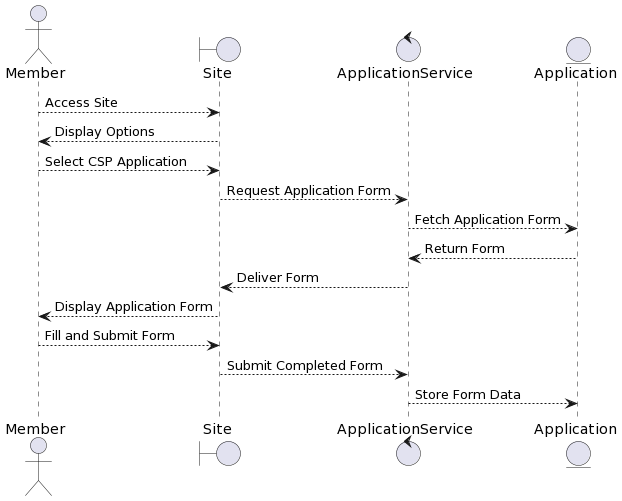 Member Site ApplicationService Application
Access Site
Display Options
Select CSP Application
Request Application Form
Fetch Application Form
Return Form
Deliver Form
Display Application Form
Fill and Submit Form
Submit Completed Form
Store Form Data
Member Site ApplicationService Application